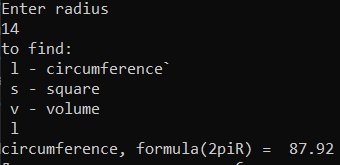 Enter radius
14
to find:
l - circumference`
s - square
v - volume
l
circumference, formula(2piR) =  87.92